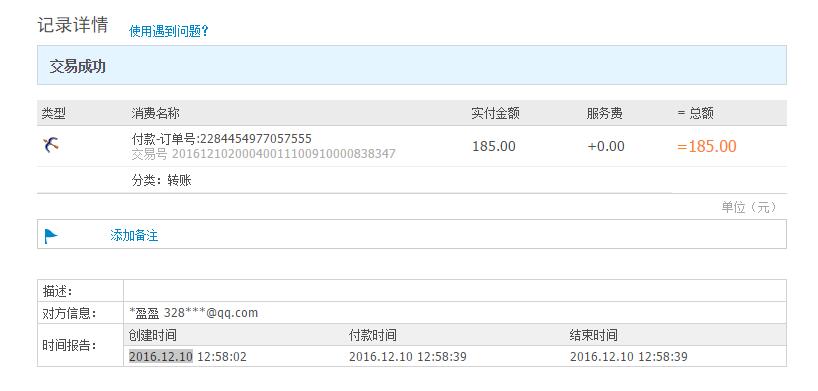 记录详情 使用遇到问题?
交易成功
类型 消费名称 实付金额 服务费 = 总额
付款-订单号:2284454977057555
交易号 20161210200040011100910000838347
185.00 +0.00 =185.00
分类：转账
单位（元）
添加备注
描述：
对方信息： *盈盈 328***@qq.com
时间报告： 创建时间 付款时间 结束时间
2016.12.10 12:58:02 2016.12.10 12:58:39 2016.12.10 12:58:39